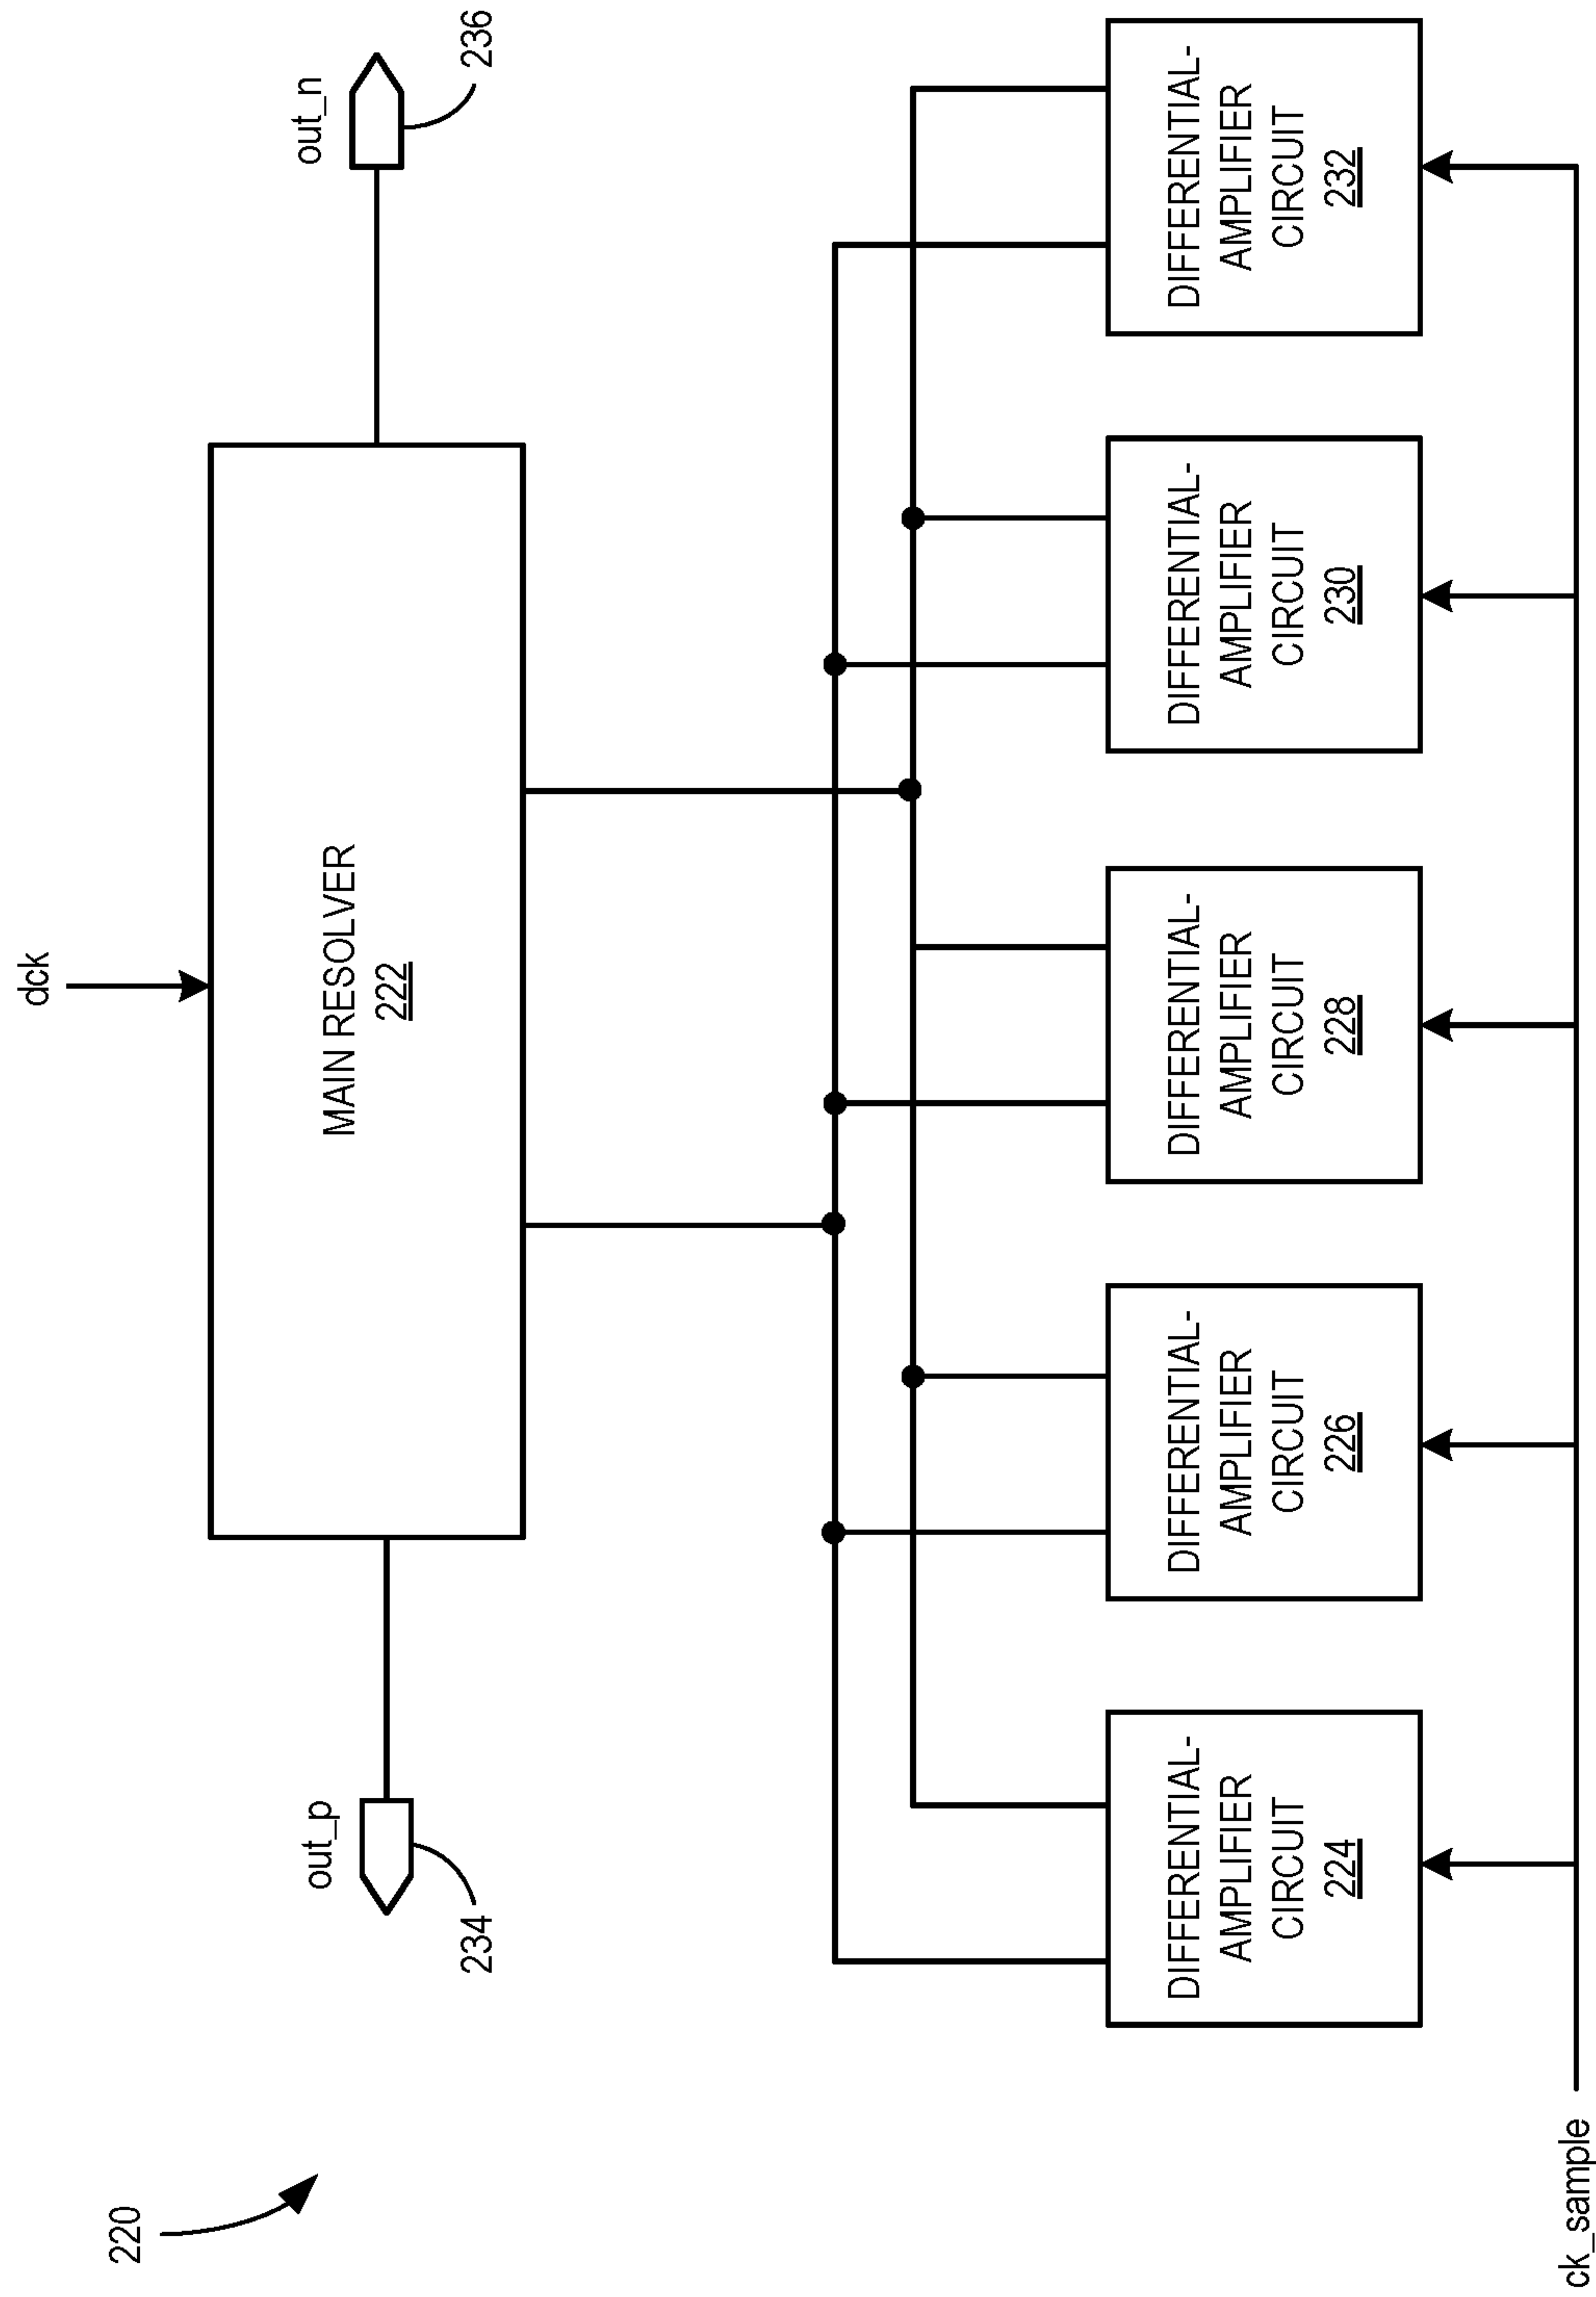 dck
out_p
out_n
234
236
MAIN RESOLVER
222
220
DIFFERENTIAL-
AMPLIFIER
CIRCUIT
224
DIFFERENTIAL-
AMPLIFIER
CIRCUIT
226
DIFFERENTIAL-
AMPLIFIER
CIRCUIT
228
DIFFERENTIAL-
AMPLIFIER
CIRCUIT
230
DIFFERENTIAL-
AMPLIFIER
CIRCUIT
232
ck_sample